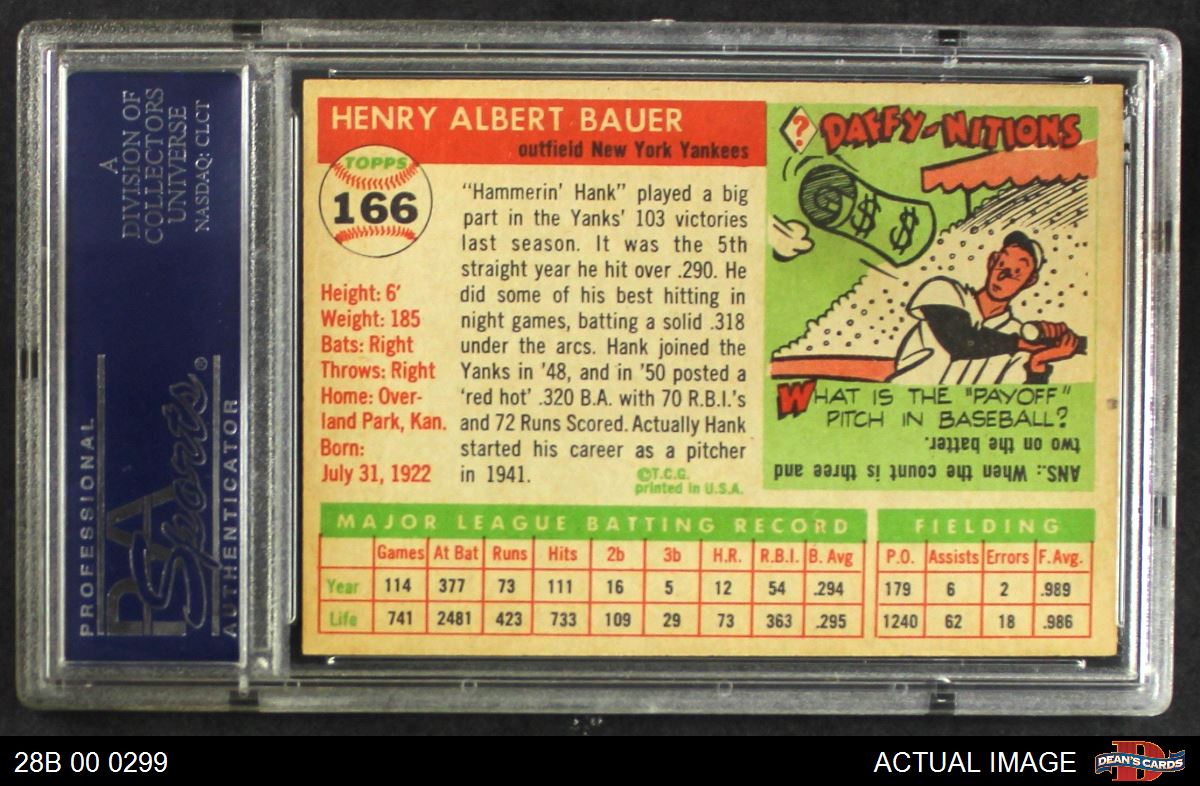 A
DIVISION OF
COLLECTORS
UNIVERSE
NASDAQ: CLCT
PROFESSIONAL
PSA
Sports®
AUTHENTICATOR
HENRY ALBERT BAUER
outfield New York Yankees
TOPPS
166
Height: 6′
Weight: 185
Bats: Right
Throws: Right
Home: Over-
land Park, Kan.
Born:
July 31, 1922
"Hammerin' Hank" played a big
part in the Yanks' 103 victories
last season. It was the 5th
straight year he hit over .290. He
did some of his best hitting in
night games, batting a solid .318
under the arcs. Hank joined the
Yanks in '48, and in '50 posted a
'red hot' .320 B.A. with 70 R.B.I.'s
and 72 Runs Scored. Actually Hank
started his career as a pitcher
in 1941.
©T.C.G.
printed in U.S.A.
? DAFFY-NITIONS
$ $
WHAT IS THE "PAYOFF"
PITCH IN BASEBALL?
ANS.: When the count is three and
two on the batter.
MAJOR LEAGUE BATTING RECORD
Games At Bat Runs Hits 2b 3b H.R. R.B.I. B. Avg
Year 114 377 73 111 16 5 12 54 .294
Life 741 2481 423 733 109 29 73 363 .295
FIELDING
P.O. Assists Errors F. Avg.
179 6 2 .989
1240 62 18 .986
28B 00 0299
ACTUAL IMAGE
D
DEAN'S CARDS